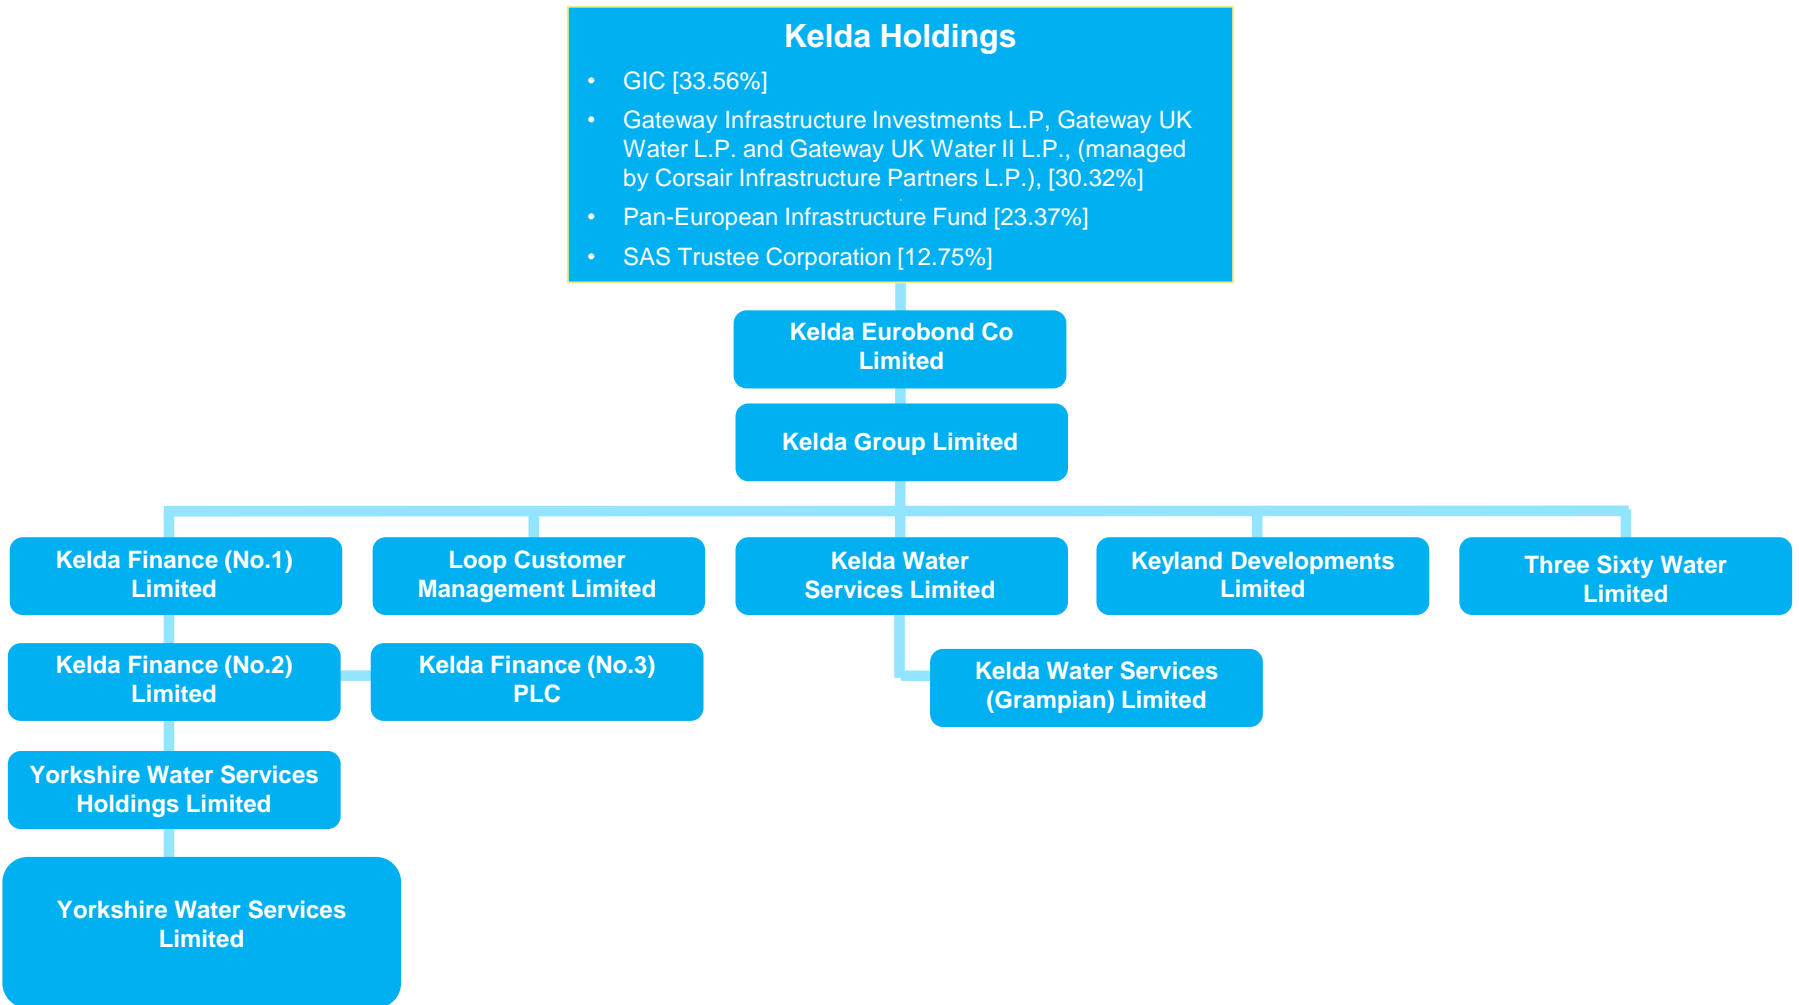 Kelda Holdings
• GIC [33.56%]
• Gateway Infrastructure Investments L.P, Gateway UK
Water L.P. and Gateway UK Water II L.P., (managed
by Corsair Infrastructure Partners L.P.), [30.32%]
• Pan-European Infrastructure Fund [23.37%]
• SAS Trustee Corporation [12.75%]
Kelda Eurobond Co
Limited
Kelda Group Limited
Kelda Finance (No.1)
Limited
Loop Customer
Management Limited
Kelda Water
Services Limited
Keyland Developments
Limited
Three Sixty Water
Limited
Kelda Finance (No.2)
Limited
Kelda Finance (No.3)
PLC
Kelda Water Services
(Grampian) Limited
Yorkshire Water Services
Holdings Limited
Yorkshire Water Services
Limited